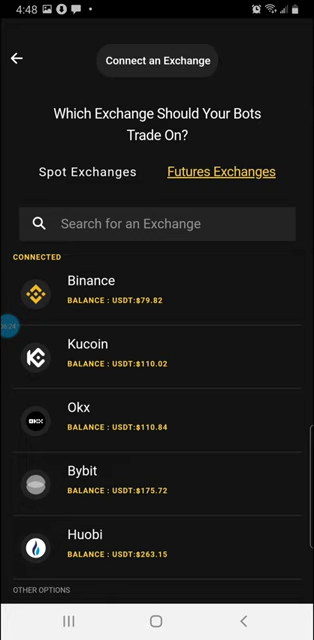 4:48
Connect an Exchange
Which Exchange Should Your Bots
Trade On?
Spot Exchanges
Futures Exchanges
Search for an Exchange
CONNECTED
Binance
BALANCE : USDT:$79.82
Kucoin
BALANCE : USDT:$110.02
Okx
BALANCE : USDT:$110.84
Bybit
BALANCE : USDT:$175.72
Huobi
BALANCE : USDT:$263.15
OTHER OPTIONS